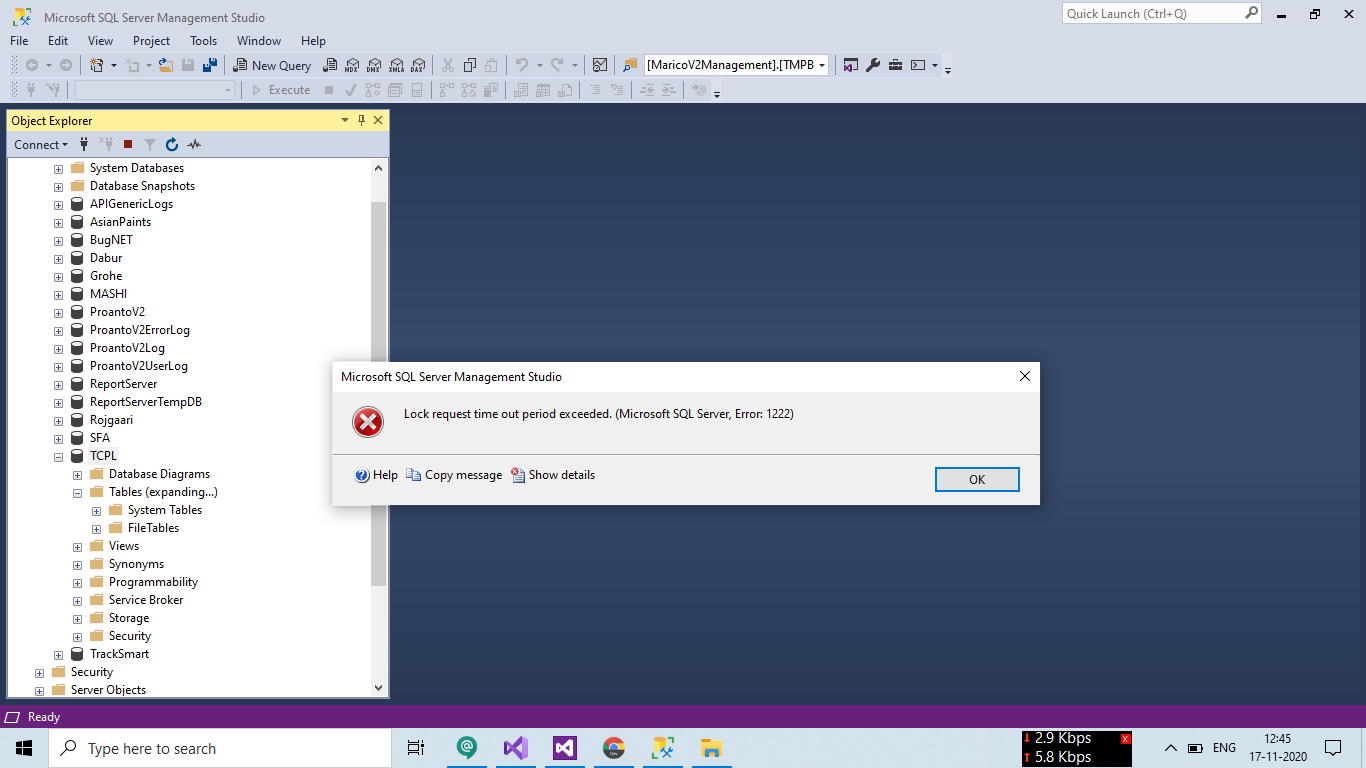 Microsoft SQL Server Management Studio
Quick Launch (Ctrl+Q)
File Edit View Project Tools Window Help
New Query MDX DMX XMLA DAX [MaricoV2Management].[TMPB
Execute
Object Explorer
Connect
System Databases
Database Snapshots
APIGenericLogs
AsianPaints
BugNET
Dabur
Grohe
MASHI
ProantoV2
ProantoV2ErrorLog
ProantoV2Log
ProantoV2UserLog
ReportServer
ReportServerTempDB
Rojgaari
SFA
TCPL
Database Diagrams
Tables (expanding...)
System Tables
FileTables
Views
Synonyms
Programmability
Service Broker
Storage
Security
TrackSmart
Security
Server Objects
Microsoft SQL Server Management Studio
Lock request time out period exceeded. (Microsoft SQL Server, Error: 1222)
Help Copy message Show details
OK
Ready
Type here to search
Dev
2.9 Kbps x
5.8 Kbps
ENG
12:45
17-11-2020